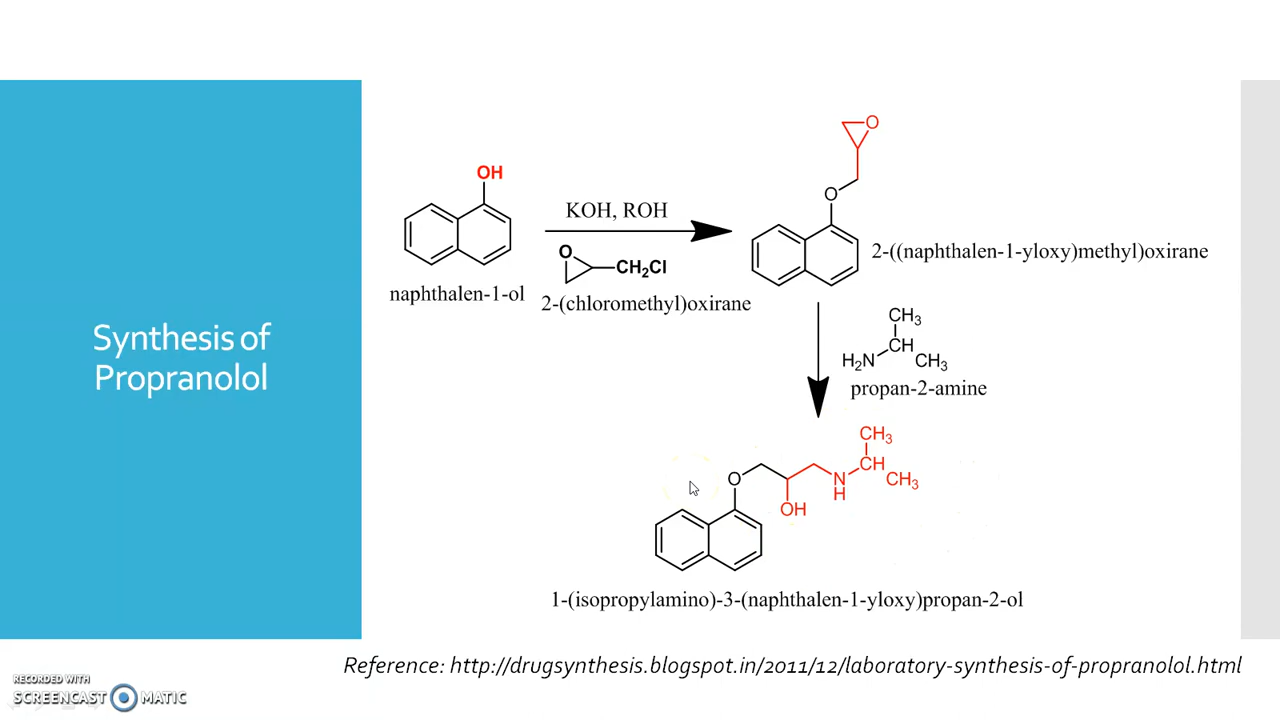 Synthesis of
Propranolol
OH
naphthalen-1-ol
KOH, ROH
O
CH₂Cl
2-(chloromethyl)oxirane
O
O
2-((naphthalen-1-yloxy)methyl)oxirane
CH₃
CH
H₂N
CH₃
propan-2-amine
CH₃
CH
O
N
H
CH₃
OH
1-(isopropylamino)-3-(naphthalen-1-yloxy)propan-2-ol
Reference: http://drugsynthesis.blogspot.in/2011/12/laboratory-synthesis-of-propranolol.html
RECORDED WITH
SCREENCAST MATIC